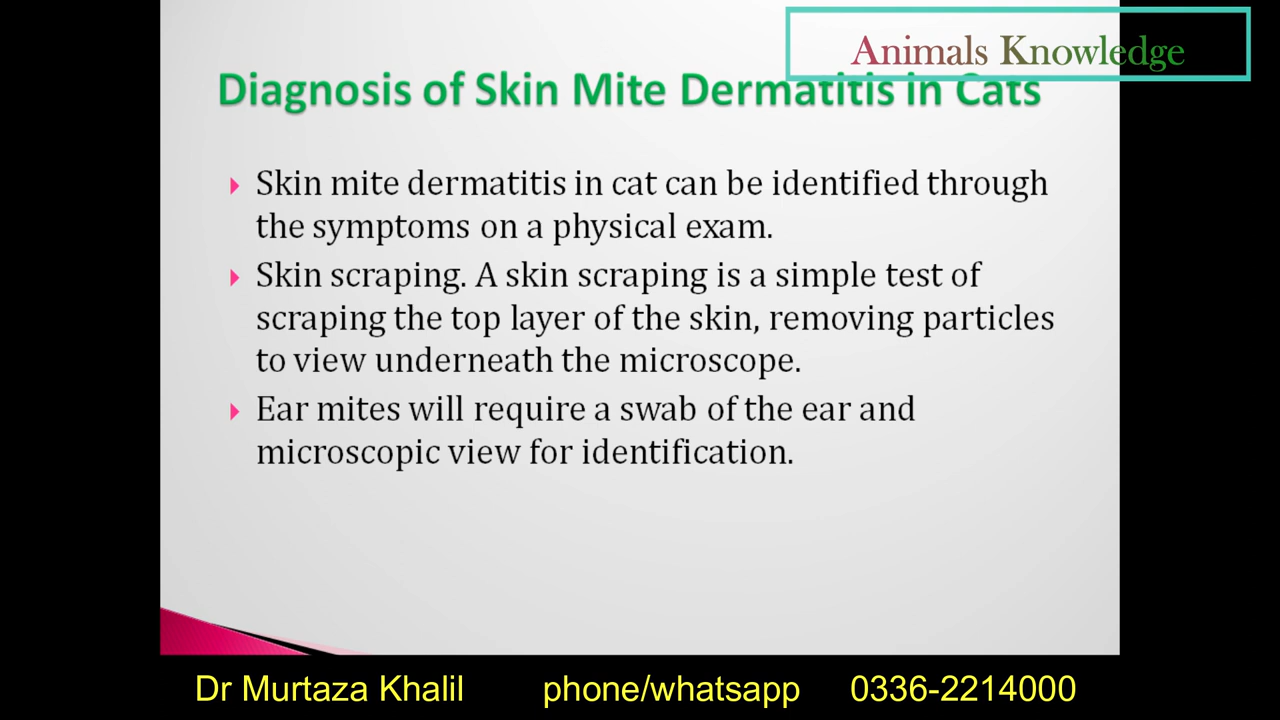 Animals Knowledge
Diagnosis of Skin Mite Dermatitis in Cats
Skin mite dermatitis in cat can be identified through
the symptoms on a physical exam.
Skin scraping. A skin scraping is a simple test of
scraping the top layer of the skin, removing particles
to view underneath the microscope.
Ear mites will require a swab of the ear and
microscopic view for identification.
Dr Murtaza Khalil phone/whatsapp 0336-2214000